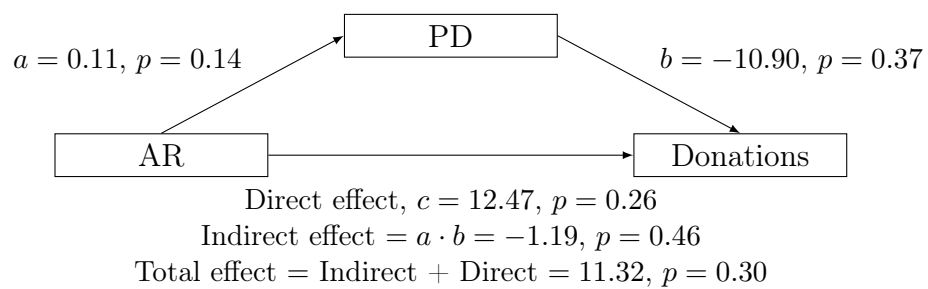 PD
a = 0.11, p = 0.14
b = −10.90, p = 0.37
AR
Donations
Direct effect, c = 12.47, p = 0.26
Indirect effect = a · b = −1.19, p = 0.46
Total effect = Indirect + Direct = 11.32, p = 0.30